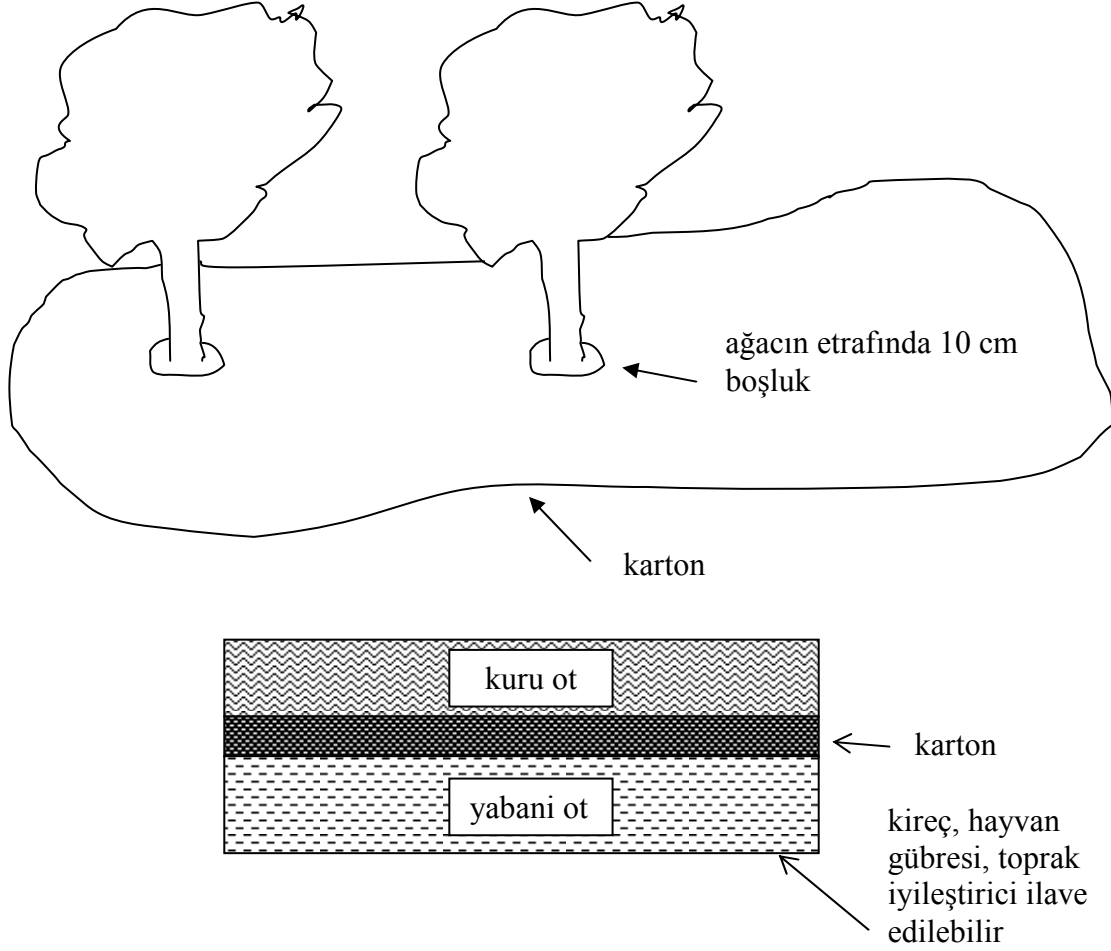 ağacın etrafında 10 cm
boşluk
karton
kuru ot
karton
yabani ot
kireç, hayvan
gübresi, toprak
iyileştirici ilave
edilebilir